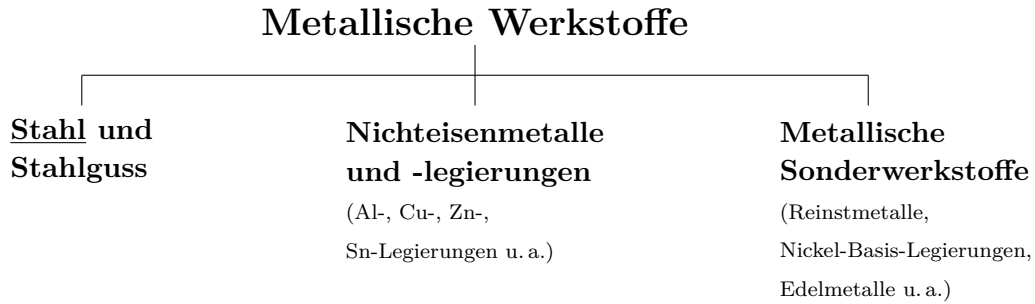 Metallische Werkstoffe
Stahl und
Stahlguss
Nichteisenmetalle
und -legierungen
(Al-, Cu-, Zn-,
Sn-Legierungen u. a.)
Metallische
Sonderwerkstoffe
(Reinstmetalle,
Nickel-Basis-Legierungen,
Edelmetalle u. a.)